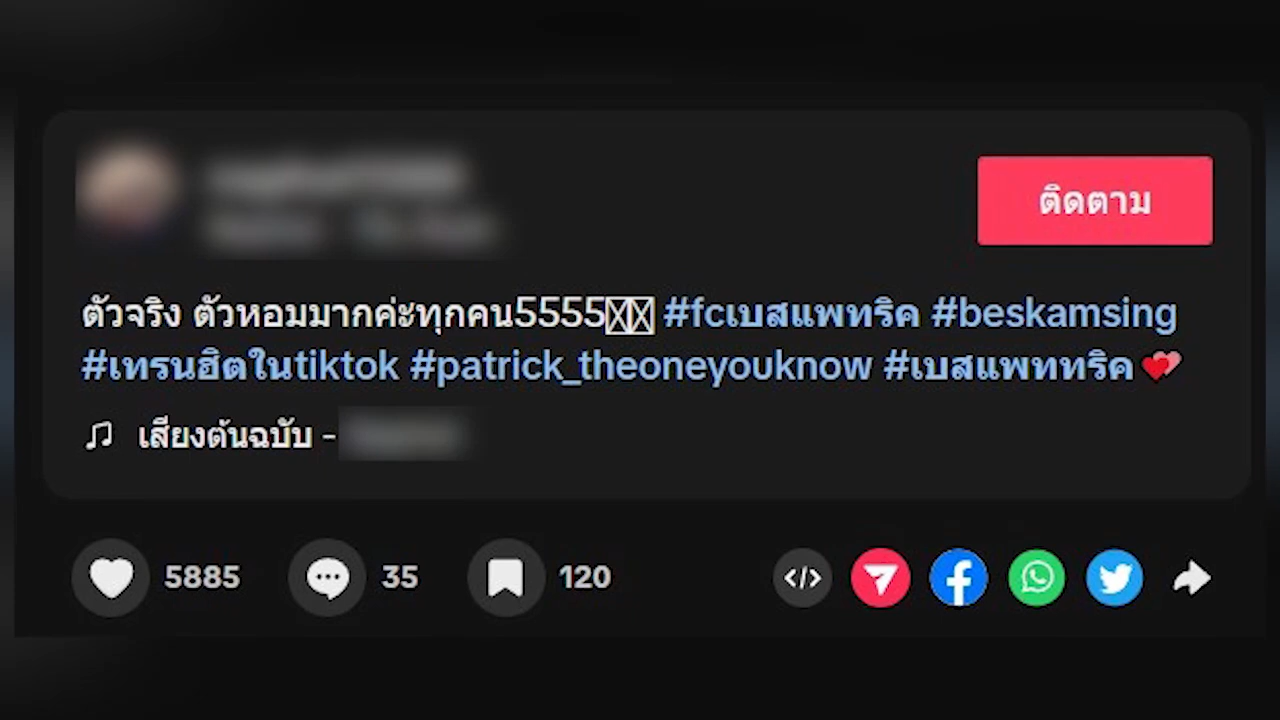 ติดตาม
ตัวจริง ตัวหอมมากค่ะทุกคน5555 #fcเบสแพทริค #beskamsing
#เทรนฮิตในtiktok #patrick_theoneyouknow #เบสแพททริค💕
เสียงต้นฉบับ -
5885 35 120